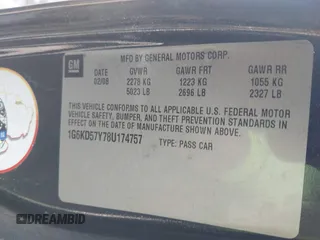 GM
MFD BY GENERAL MOTORS CORP.
DATE GVWR GAWR FRT GAWR RR
02/08 2279 KG 1223 KG 1055 KG
5023 LB 2696 LB 2327 LB
THIS VEHICLE CONFORMS TO ALL APPLICABLE U.S. FEDERAL MOTOR
VEHICLE SAFETY, BUMPER, AND THEFT PREVENTION STANDARDS IN
EFFECT ON THE DATE OF MANUFACTURE SHOWN ABOVE.
1G6KD57Y78U174757 TYPE: PASS CAR
DREAMBID